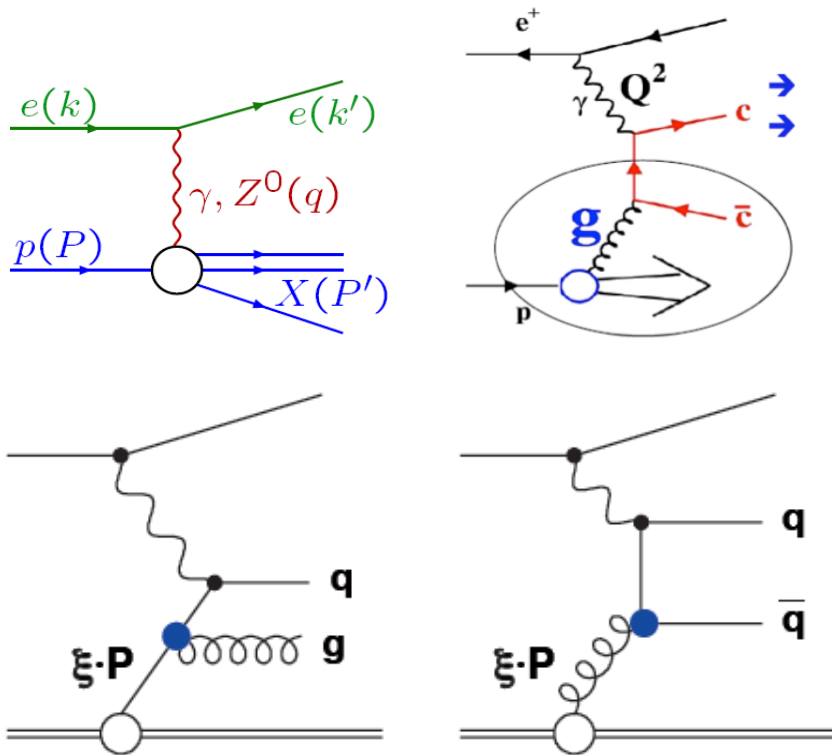 e(k)
e(k′)
γ, Z⁰(q)
p(P)
X(P′)
e⁺
Q²
γ
c
g
c̄
p
q
ξ·P
g
q
q̄
ξ·P